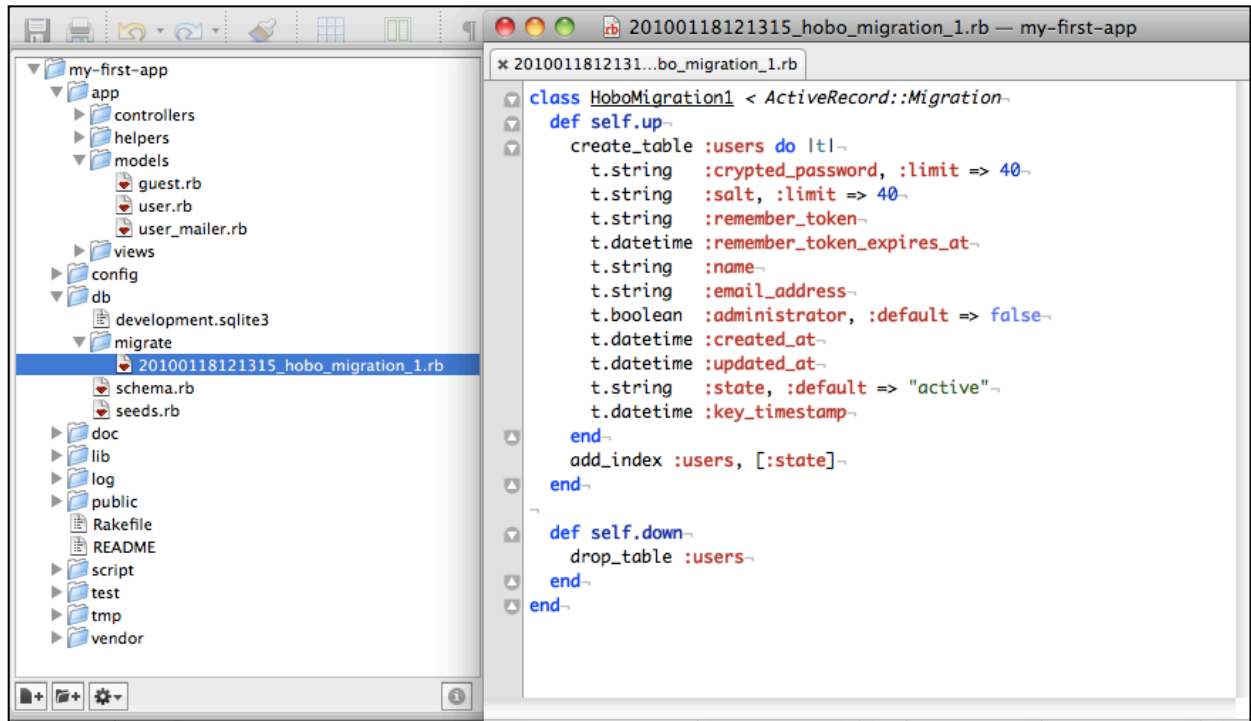 my-first-app
app
controllers
helpers
models
guest.rb
user.rb
user_mailer.rb
views
config
db
development.sqlite3
migrate
20100118121315_hobo_migration_1.rb
schema.rb
seeds.rb
doc
lib
log
public
Rakefile
README
script
test
tmp
vendor
20100118121315_hobo_migration_1.rb — my-first-app
2010011812131...bo_migration_1.rb
class HoboMigration1 < ActiveRecord::Migration¬
def self.up¬
create_table :users do |t|¬
t.string :crypted_password, :limit => 40¬
t.string :salt, :limit => 40¬
t.string :remember_token¬
t.datetime :remember_token_expires_at¬
t.string :name¬
t.string :email_address¬
t.boolean :administrator, :default => false¬
t.datetime :created_at¬
t.datetime :updated_at¬
t.string :state, :default => "active"¬
t.datetime :key_timestamp¬
end¬
add_index :users, [:state]¬
end¬
¬
def self.down¬
drop_table :users¬
end¬
end¬